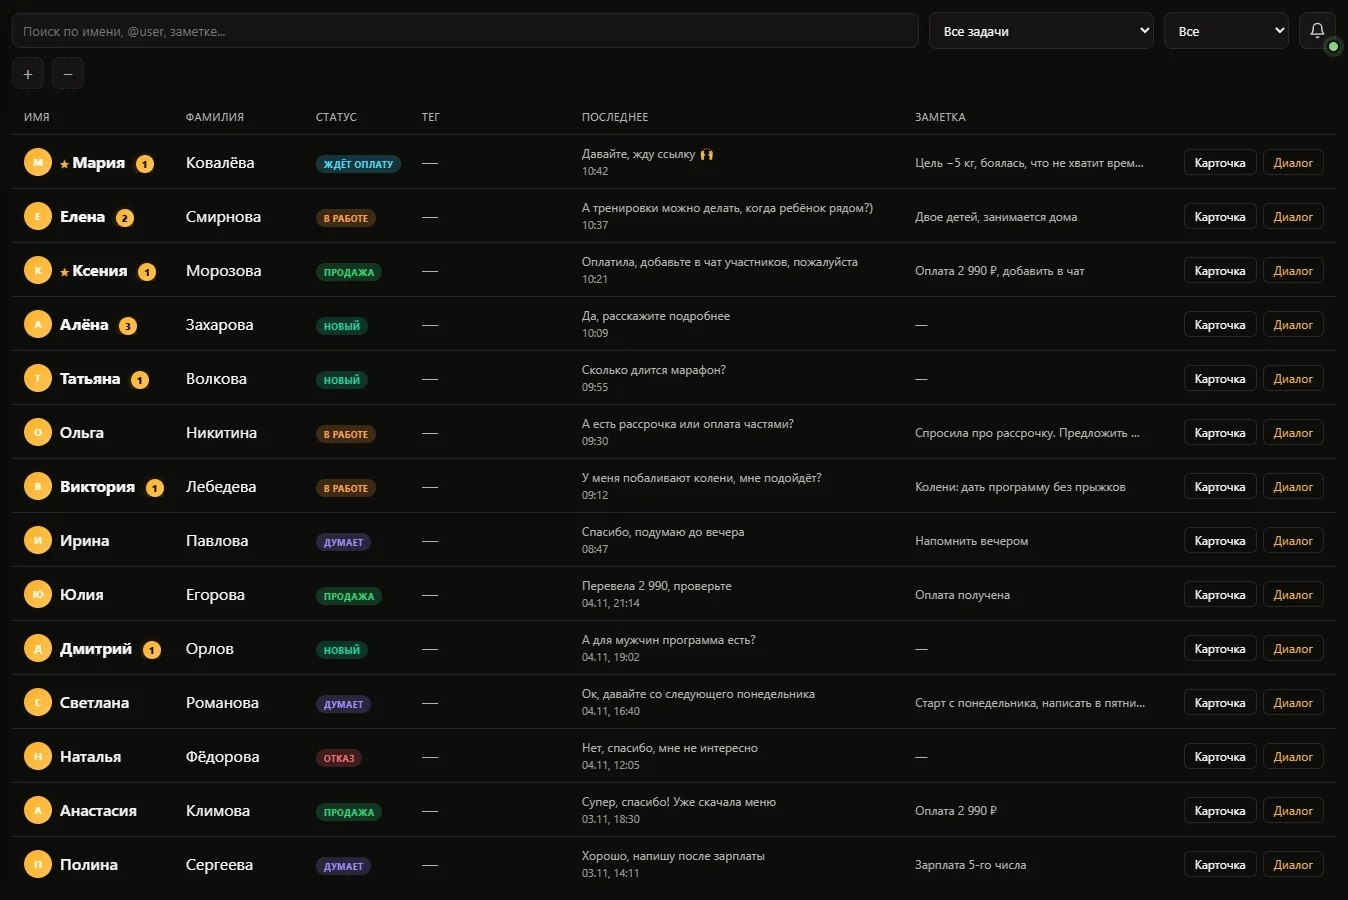 Поиск по имени, @user, заметке... Все задачи Все
+ −
ИМЯ ФАМИЛИЯ СТАТУС ТЕГ ПОСЛЕДНЕЕ ЗАМЕТКА
М ★ Мария 1 Ковалёва ЖДЁТ ОПЛАТУ — Давайте, жду ссылку 🙌 Цель −5 кг, боялась, что не хватит врем... Карточка Диалог
10:42
Е Елена 2 Смирнова В РАБОТЕ — А тренировки можно делать, когда ребёнок рядом?) Двое детей, занимается дома Карточка Диалог
10:37
К ★ Ксения 1 Морозова ПРОДАЖА — Оплатила, добавьте в чат участников, пожалуйста Оплата 2 990 ₽, добавить в чат Карточка Диалог
10:21
А Алёна 3 Захарова НОВЫЙ — Да, расскажите подробнее — Карточка Диалог
10:09
Т Татьяна 1 Волкова НОВЫЙ — Сколько длится марафон? — Карточка Диалог
09:55
О Ольга Никитина В РАБОТЕ — А есть рассрочка или оплата частями? Спросила про рассрочку. Предложить ... Карточка Диалог
09:30
В Виктория 1 Лебедева В РАБОТЕ — У меня побаливают колени, мне подойдёт? Колени: дать программу без прыжков Карточка Диалог
09:12
И Ирина Павлова ДУМАЕТ — Спасибо, подумаю до вечера Напомнить вечером Карточка Диалог
08:47
Ю Юлия Егорова ПРОДАЖА — Перевела 2 990, проверьте Оплата получена Карточка Диалог
04.11, 21:14
Д Дмитрий 1 Орлов НОВЫЙ — А для мужчин программа есть? — Карточка Диалог
04.11, 19:02
С Светлана Романова ДУМАЕТ — Ок, давайте со следующего понедельника Старт с понедельника, написать в пятни... Карточка Диалог
04.11, 16:40
Н Наталья Фёдорова ОТКАЗ — Нет, спасибо, мне не интересно — Карточка Диалог
04.11, 12:05
А Анастасия Климова ПРОДАЖА — Супер, спасибо! Уже скачала меню Оплата 2 990 ₽ Карточка Диалог
03.11, 18:30
П Полина Сергеева ДУМАЕТ — Хорошо, напишу после зарплаты Зарплата 5-го числа Карточка Диалог
03.11, 14:11